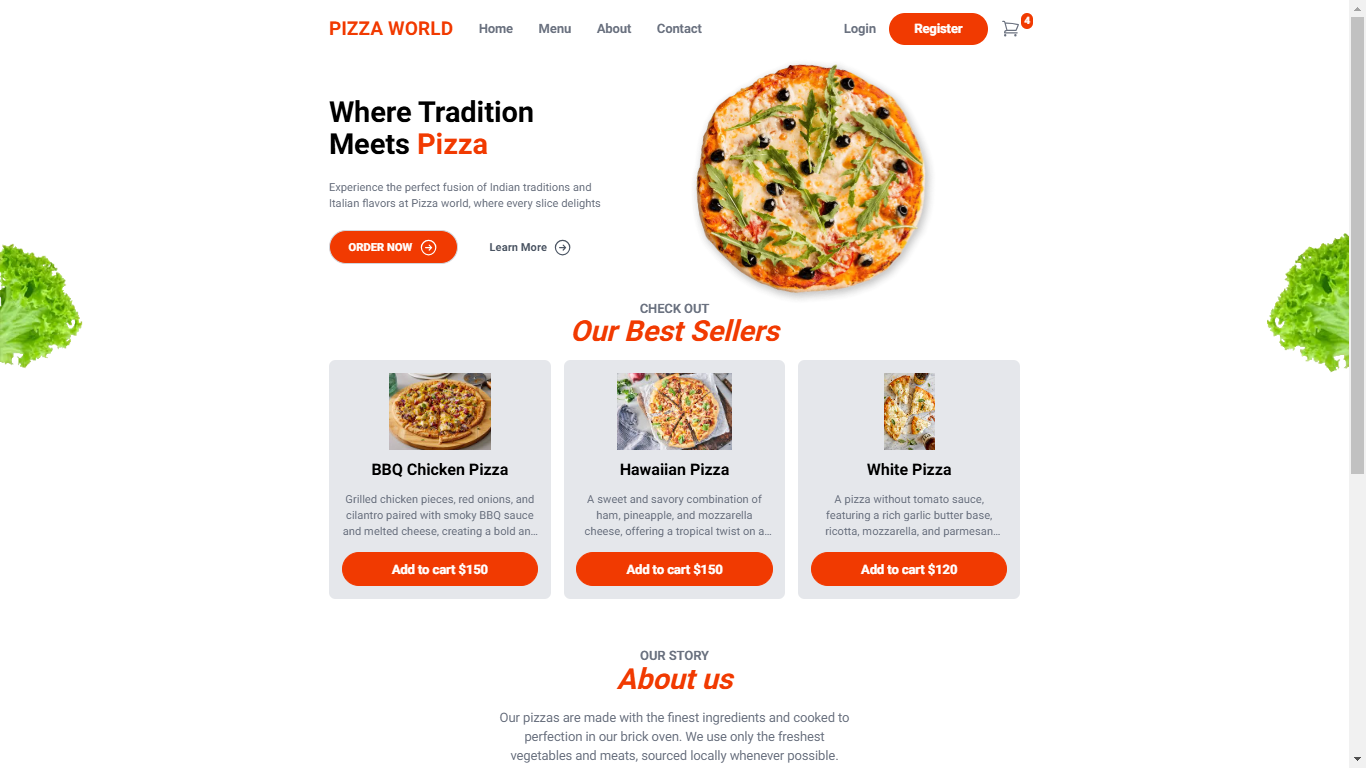 PIZZA WORLD Home Menu About Contact Login Register 4
Where Tradition
Meets Pizza
Experience the perfect fusion of Indian traditions and
Italian flavors at Pizza world, where every slice delights
ORDER NOW Learn More
CHECK OUT
Our Best Sellers
BBQ Chicken Pizza
Grilled chicken pieces, red onions, and
cilantro paired with smoky BBQ sauce
and melted cheese, creating a bold an...
Add to cart $150
Hawaiian Pizza
A sweet and savory combination of
ham, pineapple, and mozzarella
cheese, offering a tropical twist on a...
Add to cart $150
White Pizza
A pizza without tomato sauce,
featuring a rich garlic butter base,
ricotta, mozzarella, and parmesan...
Add to cart $120
OUR STORY
About us
Our pizzas are made with the finest ingredients and cooked to
perfection in our brick oven. We use only the freshest
vegetables and meats, sourced locally whenever possible.